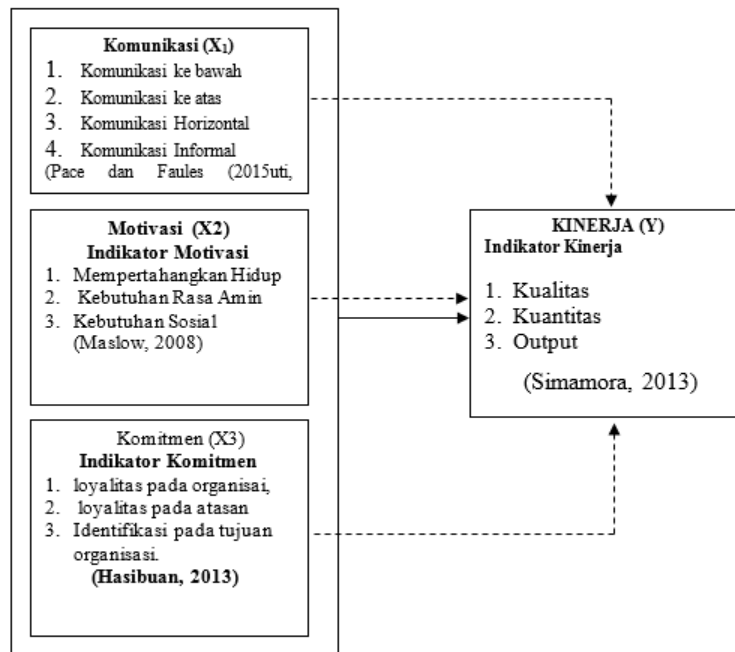 Komunikasi (X1)
1. Komunikasi ke bawah
2. Komunikasi ke atas
3. Komunikasi Horizontal
4. Komunikasi Informal
(Pace dan Faules (2015uti,
Motivasi (X2)
Indikator Motivasi
1. Mempertahangkan Hidup
2. Kebutuhan Rasa Amin
3. Kebutuhan Sosial
(Maslow, 2008)
Komitmen (X3)
Indikator Komitmen
1. loyalitas pada organisai,
2. loyalitas pada atasan
3. Identifikasi pada tujuan
organisasi.
(Hasibuan, 2013)
KINERJA (Y)
Indikator Kinerja
1. Kualitas
2. Kuantitas
3. Output
(Simamora, 2013)